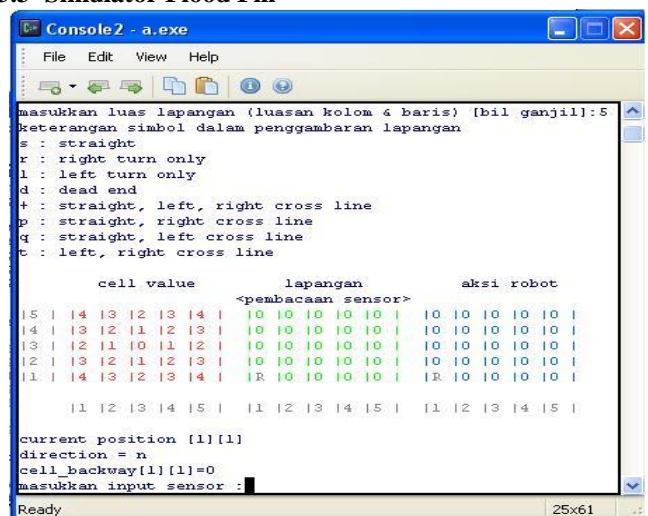 Console2 - a.exe
File Edit View Help
masukkan luas lapangan (luasan kolom & baris) [bil ganjil]:5
keterangan simbol dalam penggambaran lapangan
s : straight
r : right turn only
l : left turn only
d : dead end
+ : straight, left, right cross line
p : straight, right cross line
q : straight, left cross line
t : left, right cross line
cell value lapangan aksi robot
<pembacaan sensor>
|5 | |4 |3 |2 |3 |4 | |0 |0 |0 |0 |0 | |0 |0 |0 |0 |0 |
|4 | |3 |2 |1 |2 |3 | |0 |0 |0 |0 |0 | |0 |0 |0 |0 |0 |
|3 | |2 |1 |0 |1 |2 | |0 |0 |0 |0 |0 | |0 |0 |0 |0 |0 |
|2 | |3 |2 |1 |2 |3 | |0 |0 |0 |0 |0 | |0 |0 |0 |0 |0 |
|1 | |4 |3 |2 |3 |4 | |R |0 |0 |0 |0 | |R |0 |0 |0 |0 |
|1 |2 |3 |4 |5 | |1 |2 |3 |4 |5 | |1 |2 |3 |4 |5 |
current position [1][1]
direction = n
cell_backway[1][1]=0
masukkan input sensor :
Ready 25x61